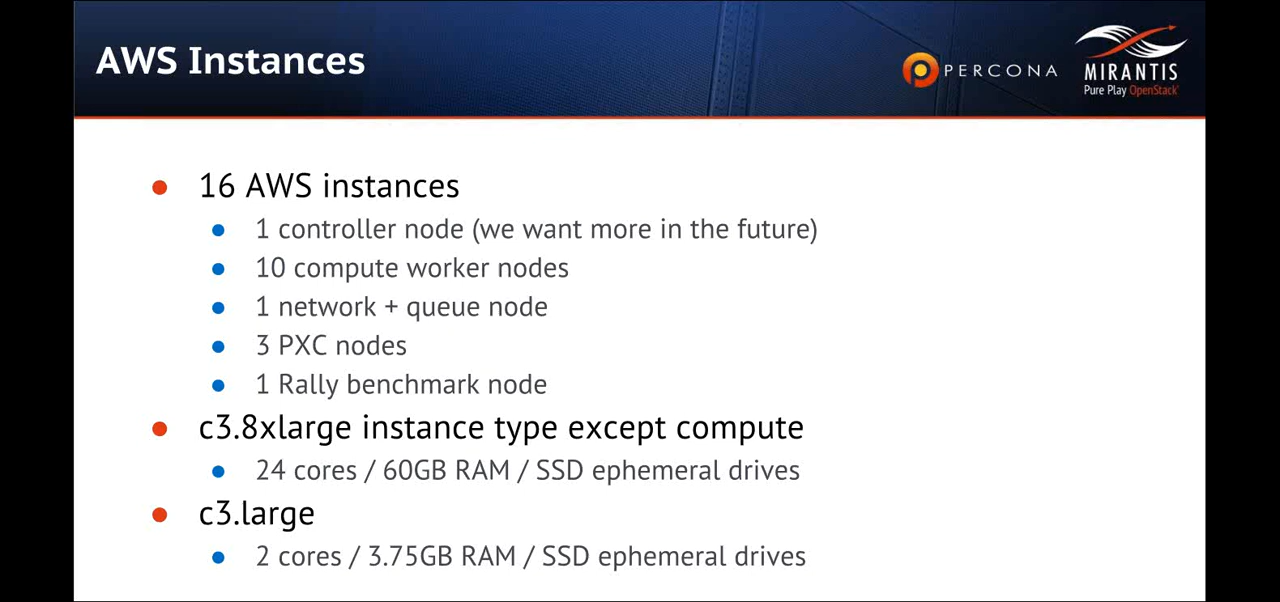 AWS Instances
PERCONA
MIRANTIS
Pure Play OpenStack
16 AWS instances
1 controller node (we want more in the future)
10 compute worker nodes
1 network + queue node
3 PXC nodes
1 Rally benchmark node
c3.8xlarge instance type except compute
24 cores / 60GB RAM / SSD ephemeral drives
c3.large
2 cores / 3.75GB RAM / SSD ephemeral drives